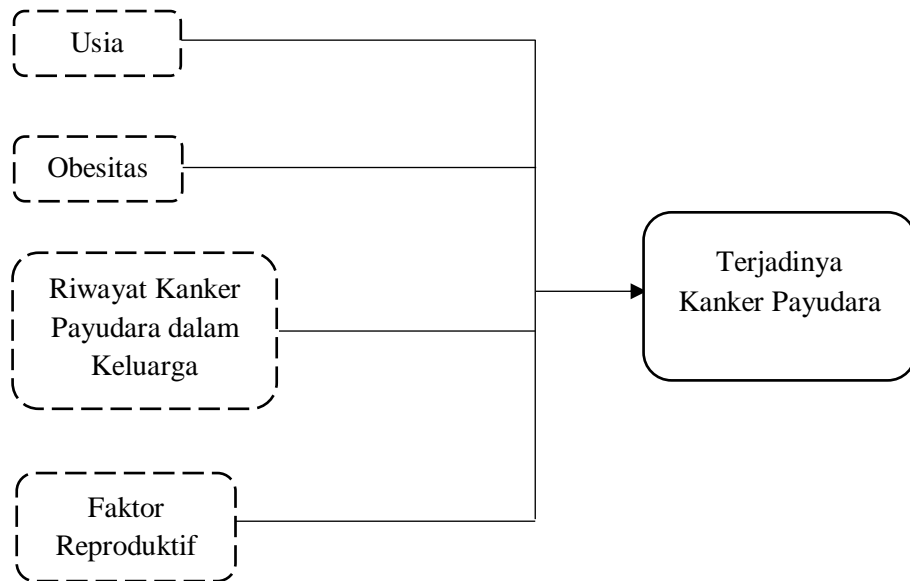 Usia
Obesitas
Riwayat Kanker
Payudara dalam
Keluarga
Faktor
Reproduktif
Terjadinya
Kanker Payudara